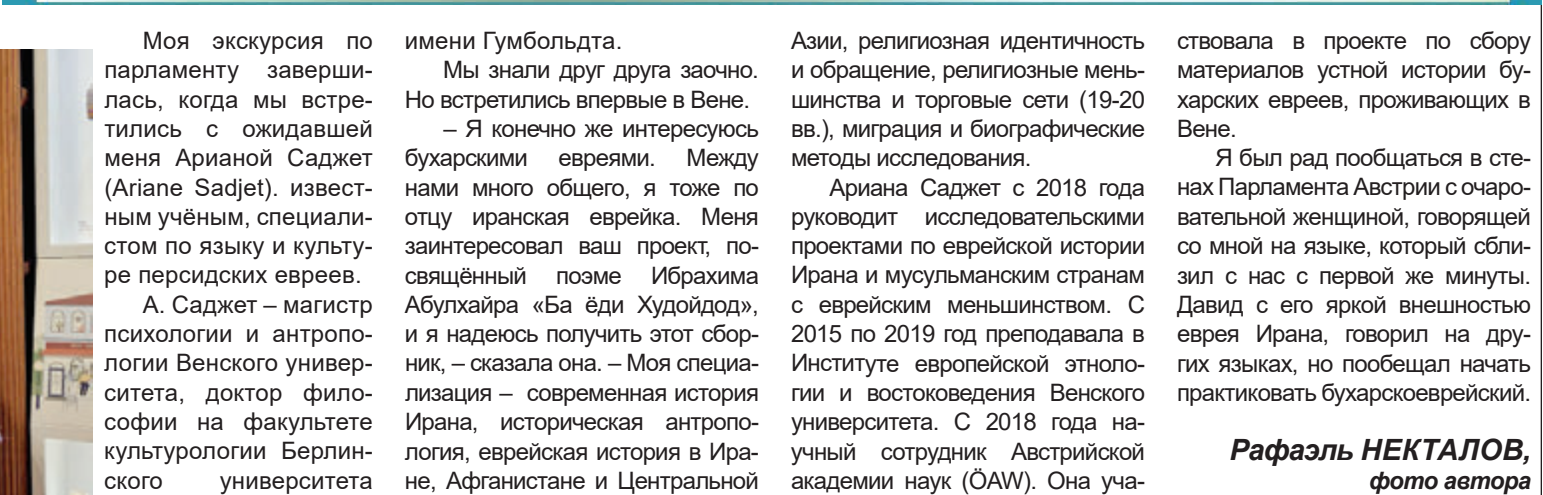 Моя экскурсия по
парламенту заверши-
лась, когда мы встре-
тились с ожидавшей
меня Арианой Саджет
(Ariane Sadjet). извест-
ным учёным, специали-
стом по языку и культу-
ре персидских евреев.
А. Саджет – магистр
психологии и антропо-
логии Венского универ-
ситета, доктор фило-
софии на факультете
культурологии Берлин-
ского университета
имени Гумбольдта.
Мы знали друг друга заочно.
Но встретились впервые в Вене.
– Я конечно же интересуюсь
бухарскими евреями. Между
нами много общего, я тоже по
отцу иранская еврейка. Меня
заинтересовал ваш проект, по-
свящённый поэме Ибрахима
Абулхайра «Ба ёди Худойдод»,
и я надеюсь получить этот сбор-
ник, – сказала она. – Моя специа-
лизация – современная история
Ирана, историческая антропо-
логия, еврейская история в Ира-
не, Афганистане и Центральной
Азии, религиозная идентичность
и обращение, религиозные мень-
шинства и торговые сети (19-20
вв.), миграция и биографические
методы исследования.
Ариана Саджет с 2018 года
руководит исследовательскими
проектами по еврейской истории
Ирана и мусульманским странам
с еврейским меньшинством. С
2015 по 2019 год преподавала в
Институте европейской этноло-
гии и востоковедения Венского
университета. С 2018 года на-
учный сотрудник Австрийской
академии наук (ÖAW). Она уча-
ствовала в проекте по сбору
материалов устной истории бу-
харских евреев, проживающих в
Вене.
Я был рад пообщаться в сте-
нах Парламента Австрии с очаро-
вательной женщиной, говорящей
со мной на языке, который сбли-
зил с нас с первой же минуты.
Давид с его яркой внешностью
еврея Ирана, говорил на дру-
гих языках, но пообещал начать
практиковать бухарскоеврейский.
Рафаэль НЕКТАЛОВ,
фото автора